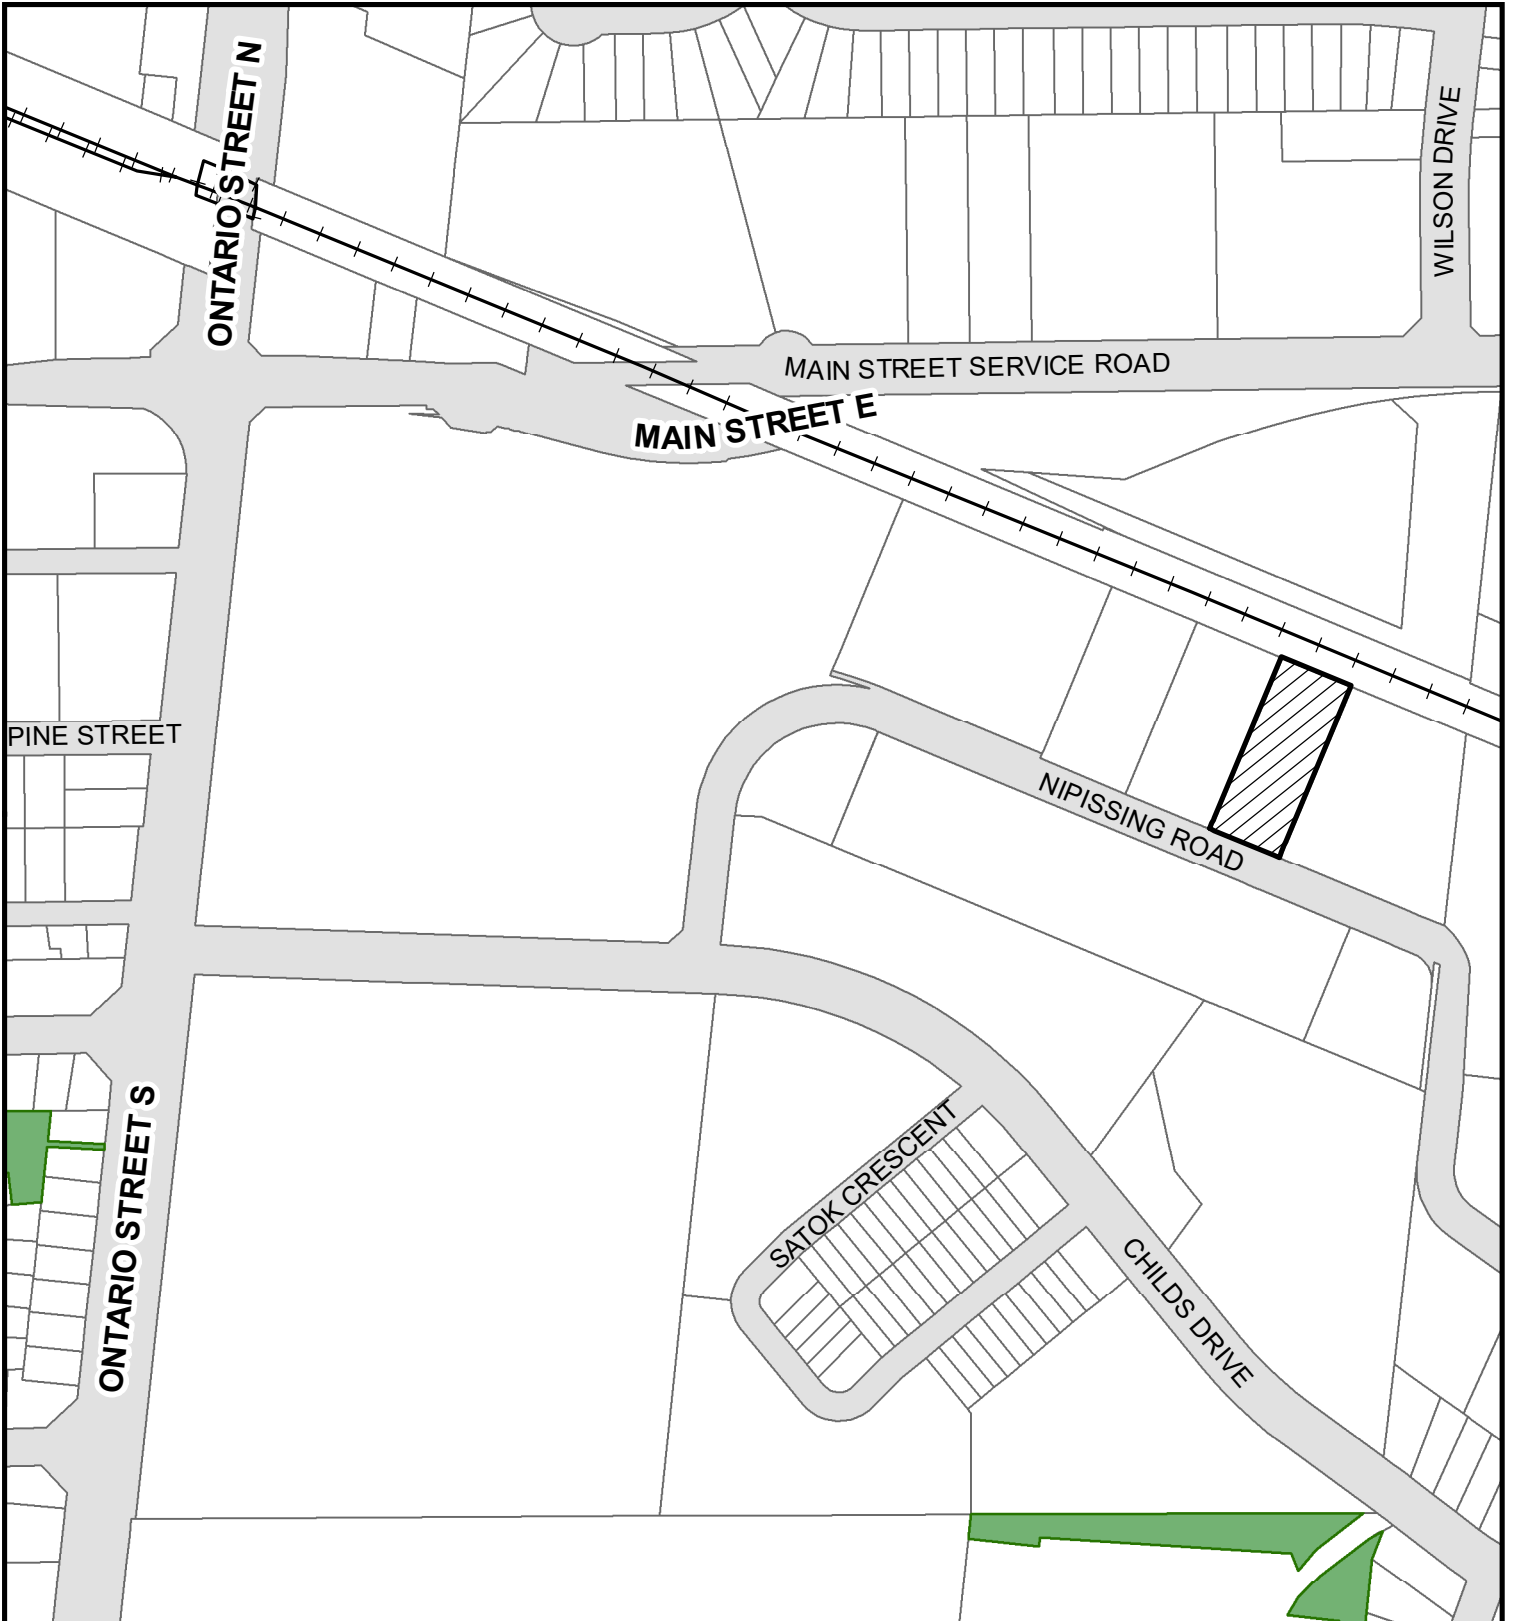 ONTARIO STREET N
WILSON DRIVE
MAIN STREET SERVICE ROAD
MAIN STREET E
PINE STREET
NIPISSING ROAD
SATOK CRESCENT
ONTARIO STREET S
CHILDS DRIVE